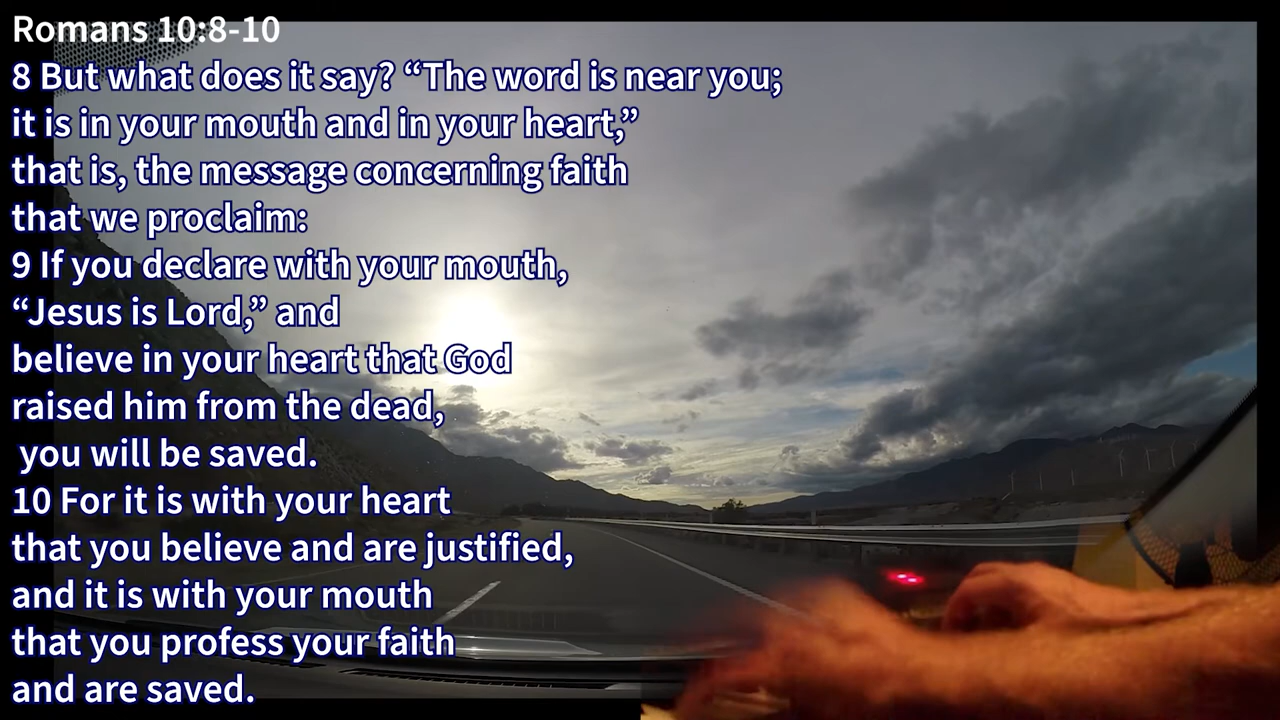 Romans 10:8-10
8 But what does it say? “The word is near you;
it is in your mouth and in your heart,”
that is, the message concerning faith
that we proclaim:
9 If you declare with your mouth,
“Jesus is Lord,” and
believe in your heart that God
raised him from the dead,
you will be saved.
10 For it is with your heart
that you believe and are justified,
and it is with your mouth
that you profess your faith
and are saved.